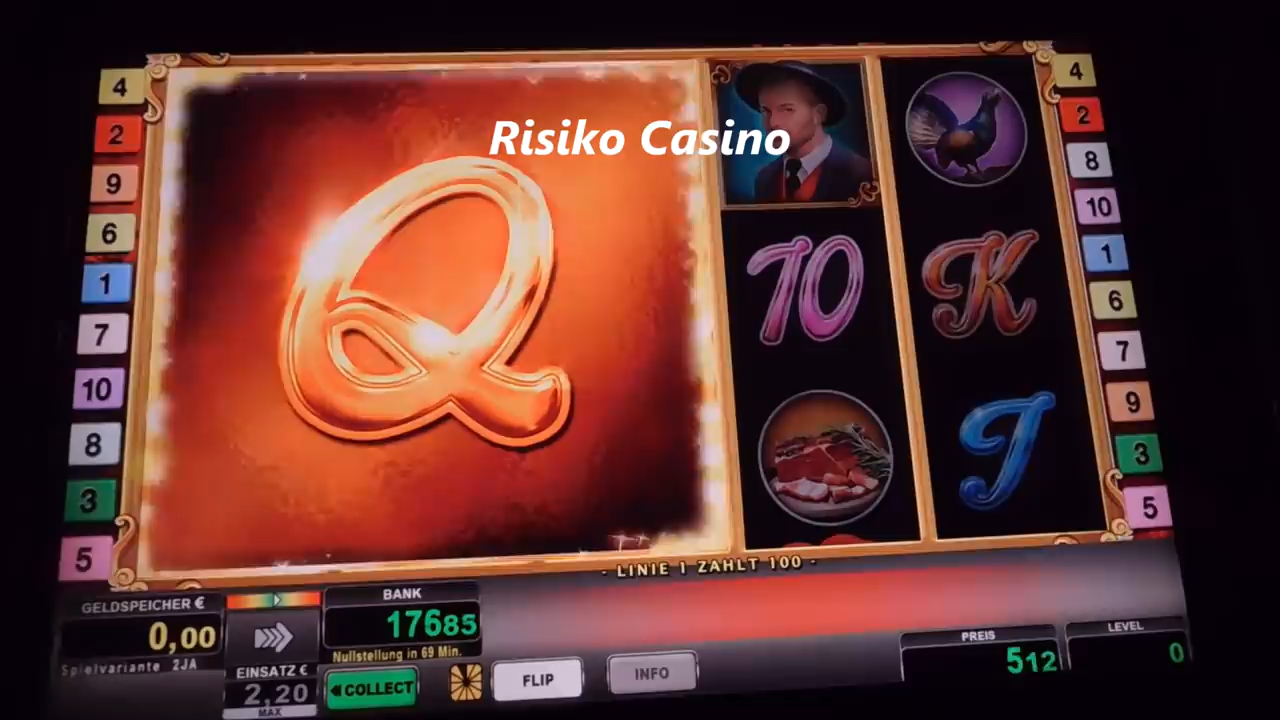 Risiko Casino
4
2
9
6
1
7
10
8
3
5
Q
10
K
J
4
2
8
10
1
6
7
9
3
5
- LINIE 1 ZAHLT 100 -
GELDSPEICHER €
0,00
Spielvariante 2JA
EINSATZ €
2,20
MAX
BANK
17685
Nullstellung in 69 Min.
COLLECT
FLIP
INFO
PREIS
512
LEVEL
0